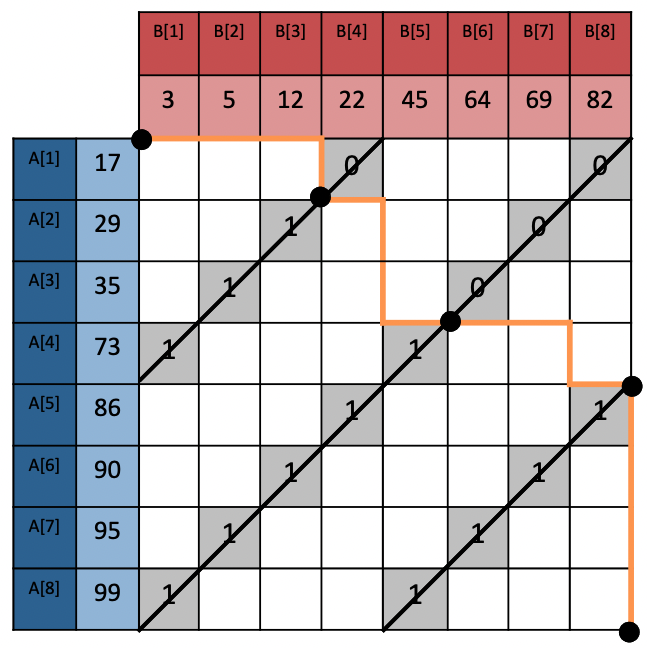 B[1] B[2] B[3] B[4] B[5] B[6] B[7] B[8]
3 5 12 22 45 64 69 82
A[1] 17 0 0
A[2] 29 1 0
A[3] 35 1 0
A[4] 73 1 1
A[5] 86 1 1
A[6] 90 1 1
A[7] 95 1 1
A[8] 99 1 1